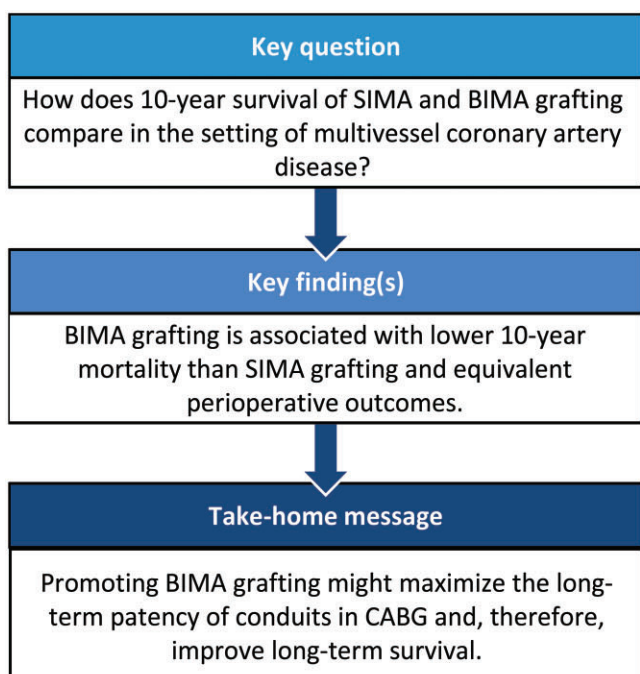 Key question
How does 10-year survival of SIMA and BIMA grafting
compare in the setting of multivessel coronary artery
disease?
Key finding(s)
BIMA grafting is associated with lower 10-year
mortality than SIMA grafting and equivalent
perioperative outcomes.
Take-home message
Promoting BIMA grafting might maximize the long-
term patency of conduits in CABG and, therefore,
improve long-term survival.